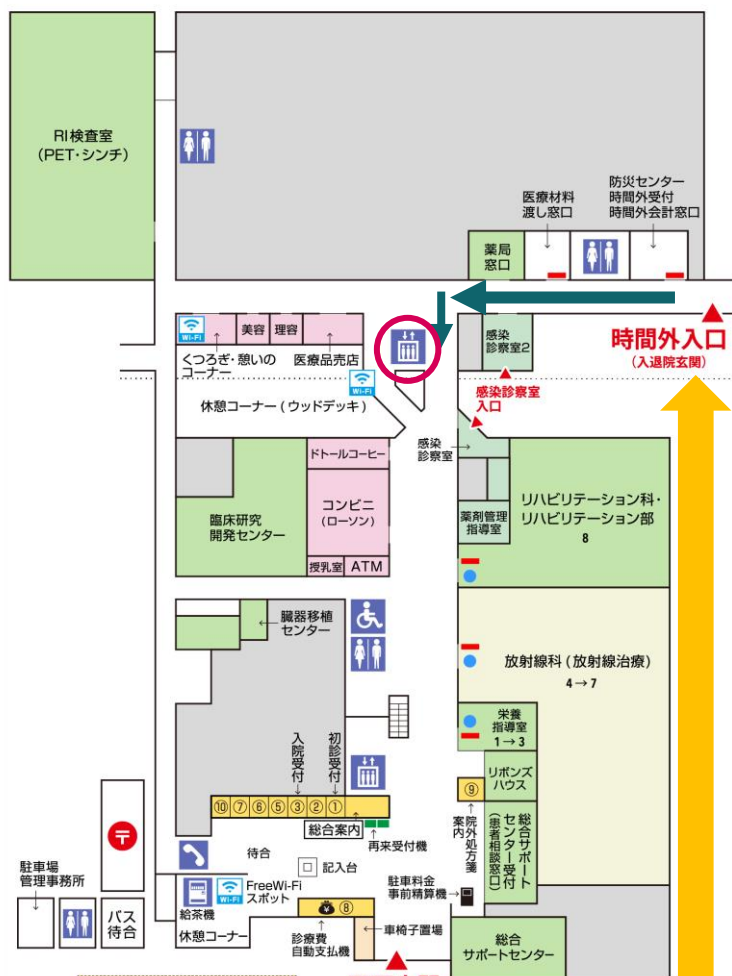 RI検査室
(PET・シンチ)
医療材料
渡し窓口
防災センター
時間外受付
時間外会計窓口
薬局
窓口
Wi-Fi
美容
理容
くつろぎ・憩いの
コーナー
医療品売店
感染
診察室2
時間外入口
(入退院玄関)
Wi-Fi
休憩コーナー(ウッドデッキ)
感染診察室
入口
感染
診察室
ドトールコーヒー
臨床研究
開発センター
コンビニ
(ローソン)
薬剤管理
指導室
リハビリテーション科・
リハビリテーション部
8
授乳室
ATM
臓器移植
センター
放射線科(放射線治療)
4→7
栄養
指導室
1→3
入院受付
初診受付
リボンズ
ハウス
⑨
⑩
⑦
⑥
⑤
③
②
①
総合案内
再来受付機
院外処方箋
案内
総合サポート
センター受付
(患者相談窓口)
〒
待合
記入台
駐車場
管理事務所
バス
待合
給茶機
Wi-Fi
FreeWi-Fi
スポット
駐車料金
事前精算機
休憩コーナー
⑧
診療費
自動支払機
車椅子置場
総合
サポートセンター